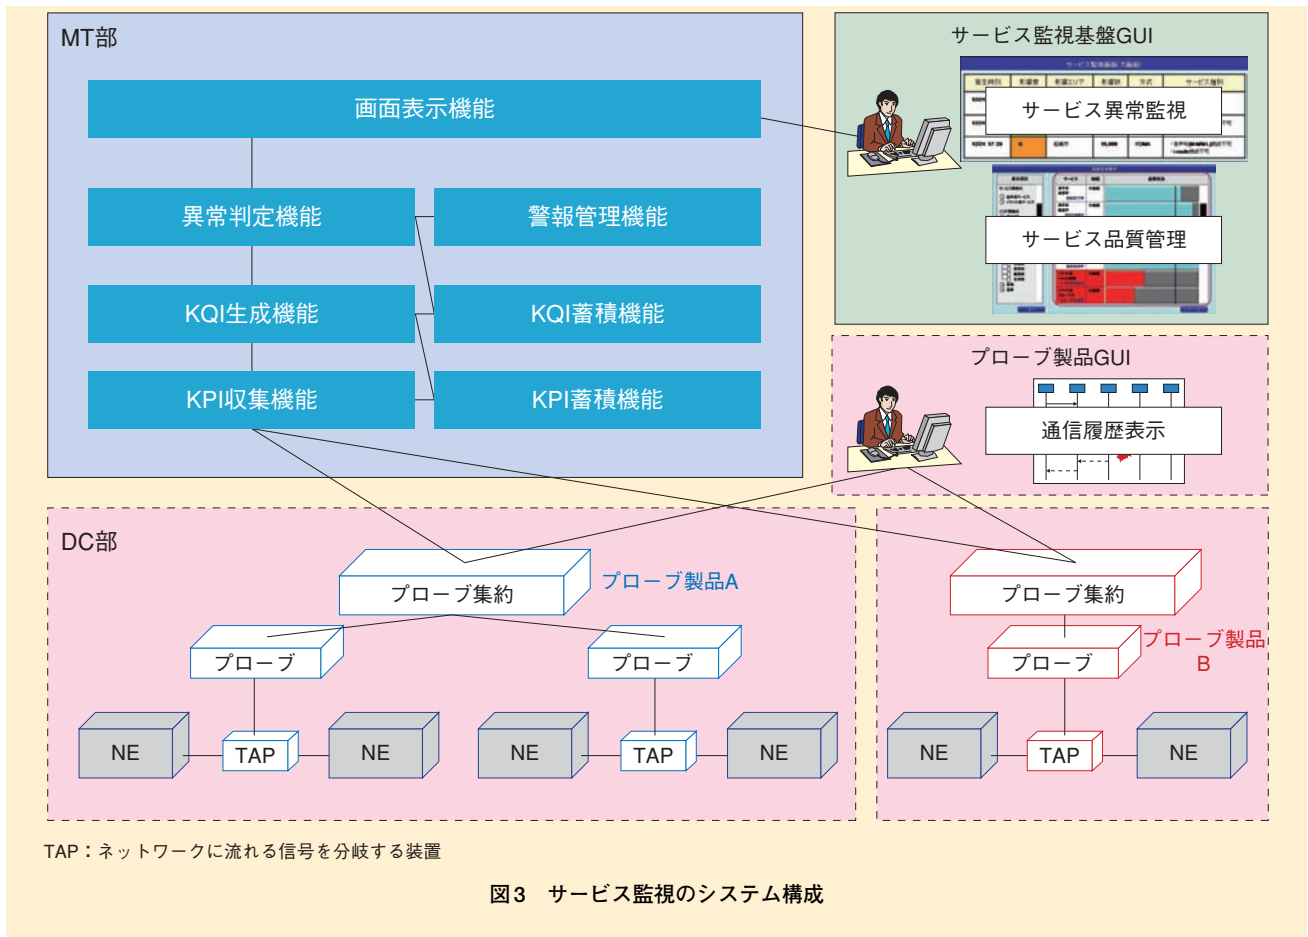 MT部
画面表示機能
異常判定機能
警報管理機能
KQI生成機能
KQI蓄積機能
KPI収集機能
KPI蓄積機能
サービス監視基盤GUI
サービス異常監視
サービス品質管理
プローブ製品GUI
通信履歴表示
DC部
プローブ集約
プローブ製品A
プローブ
プローブ
NE
TAP
NE
NE
TAP
NE
プローブ集約
プローブ製品
B
プローブ
NE
TAP
NE
TAP：ネットワークに流れる信号を分岐する装置
図3　サービス監視のシステム構成